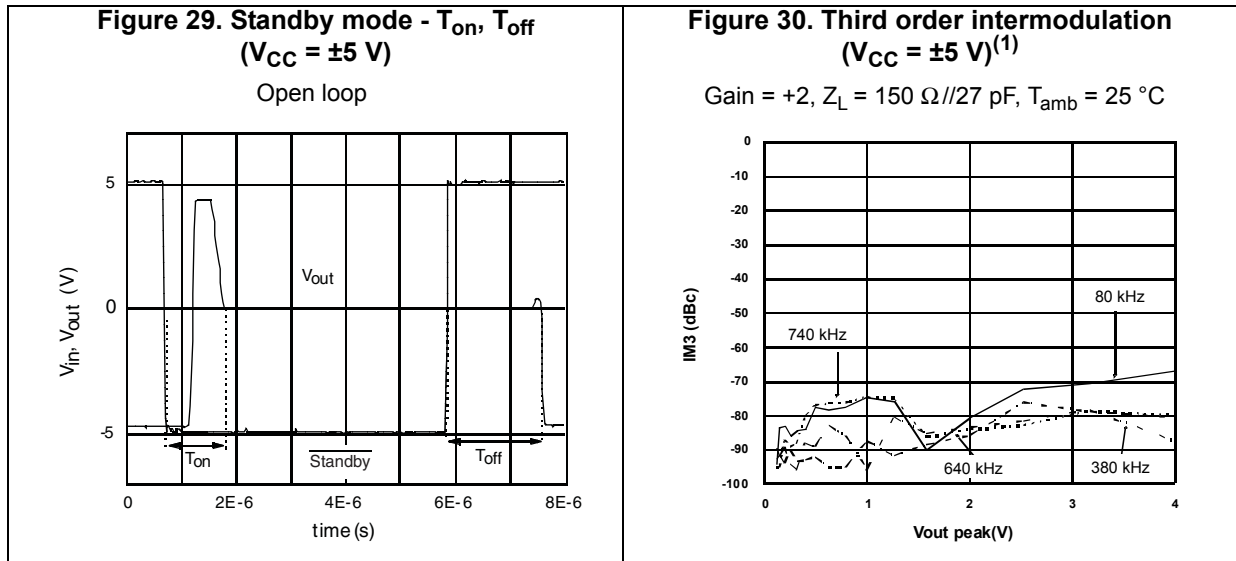 Figure 29. Standby mode - Ton, Toff
(VCC = ±5 V)
Open loop
5
0
-5
Vin, Vout (V)
Vout
Ton
Standby
Toff
0
2E-6
4E-6
6E-6
8E-6
time (s)
Figure 30. Third order intermodulation
(VCC = ±5 V)(1)
Gain = +2, ZL = 150 Ω//27 pF, Tamb = 25 °C
0
-10
-20
-30
-40
-50
-60
-70
-80
-90
-100
IM3 (dBc)
80 kHz
740 kHz
640 kHz
380 kHz
0
1
2
3
4
Vout peak(V)